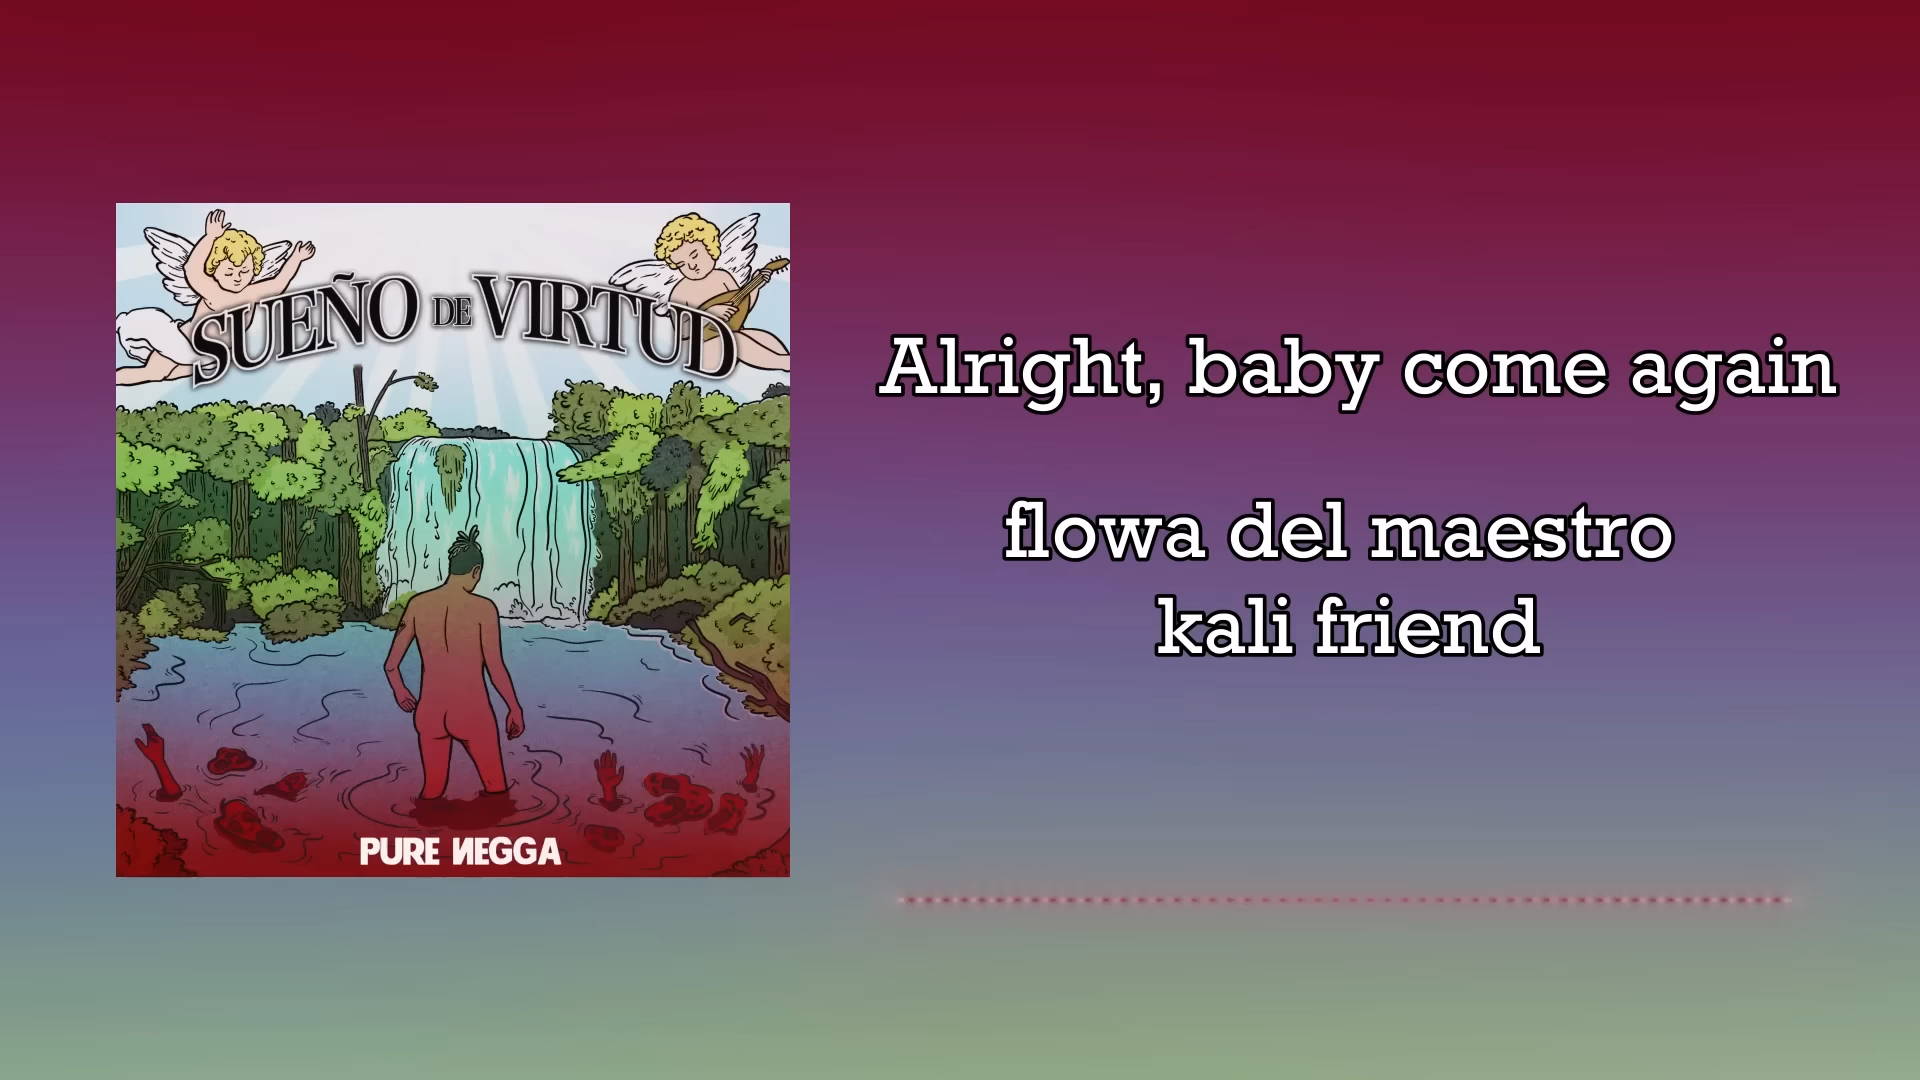 SUEÑO DE VIRTUD
PURE NEGGA
Alright, baby come again
flowa del maestro
kali friend